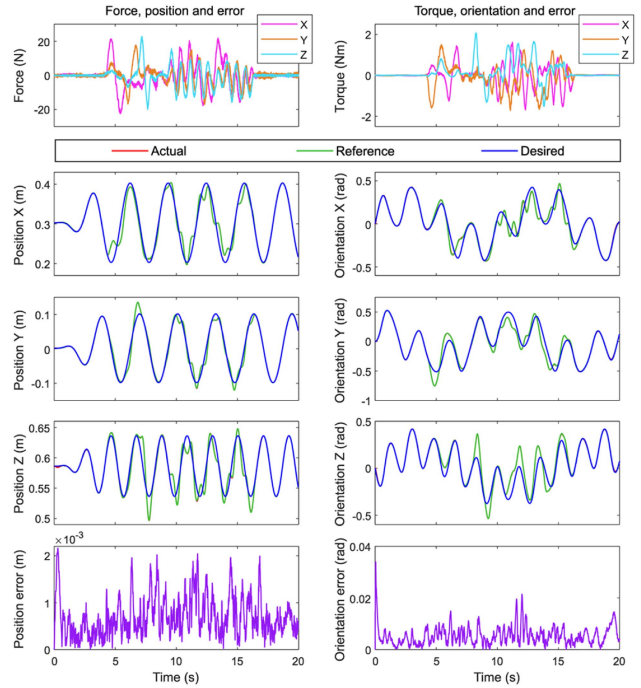 Force, position and error
Force (N)
20
0
-20
X
Y
Z
Torque, orientation and error
Torque (Nm)
2
0
-2
X
Y
Z
Actual
Reference
Desired
Position X (m)
0.4
0.3
0.2
Orientation X (rad)
0.5
0
-0.5
Position Y (m)
0.1
0
-0.1
Orientation Y (rad)
0.5
0
-0.5
-1
Position Z (m)
0.65
0.6
0.55
0.5
Orientation Z (rad)
0.5
0
-0.5
Position error (m)
×10⁻³
2
1
0
0
5
10
15
20
Time (s)
Orientation error (rad)
0.04
0.02
0
0
5
10
15
20
Time (s)